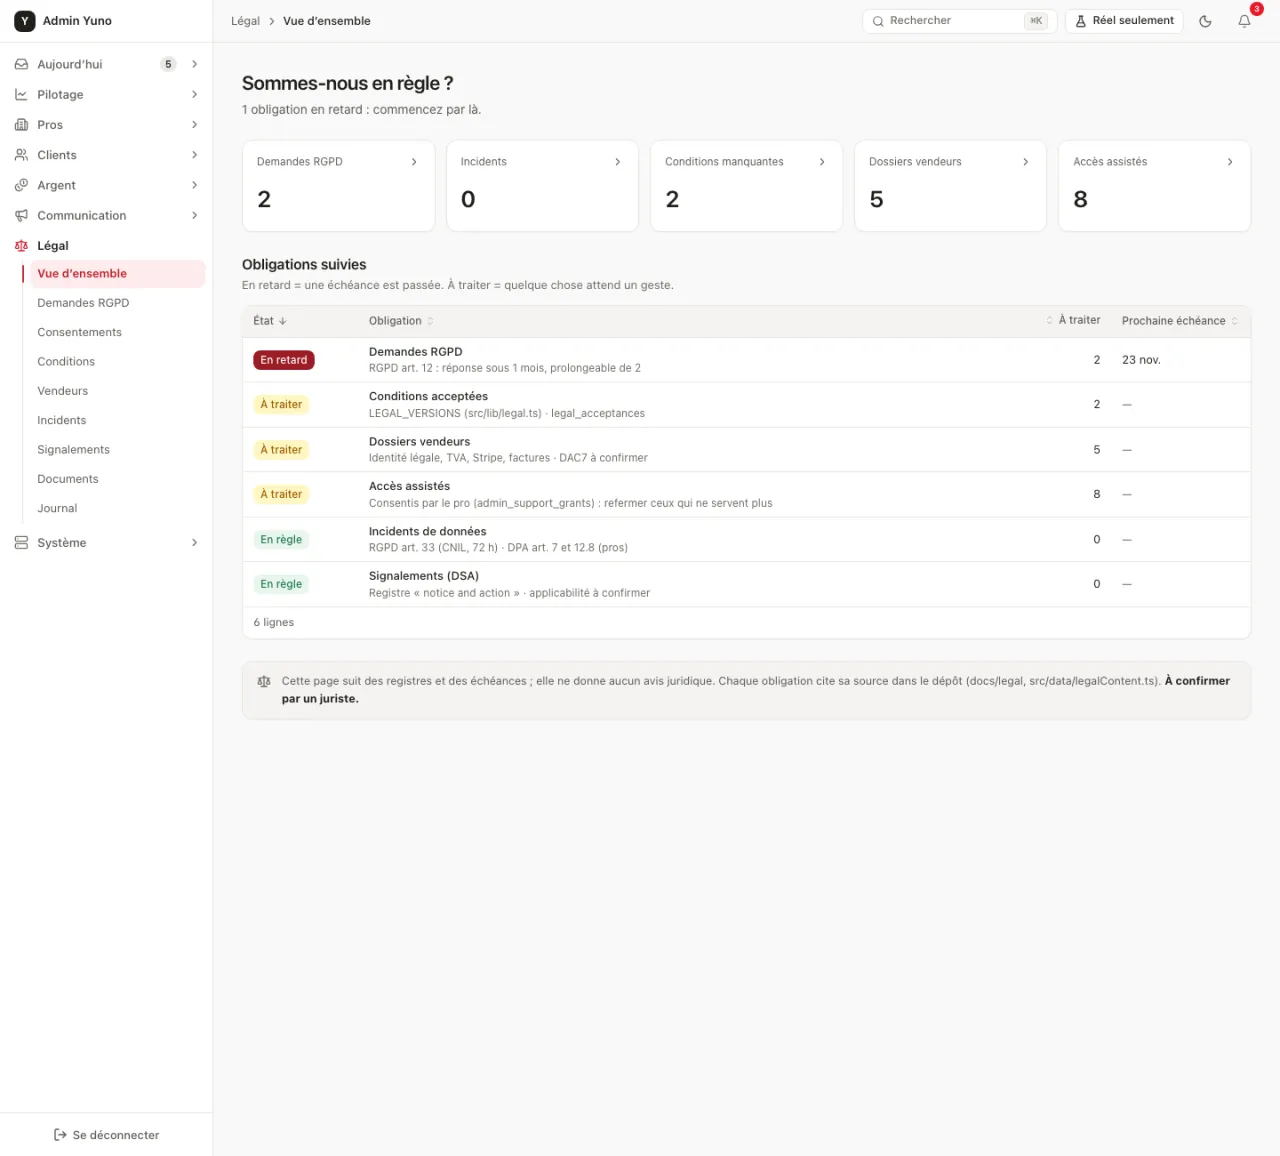 Y Admin Yuno
Légal > Vue d'ensemble
Rechercher ⌘K
Réel seulement
3
Aujourd'hui 5
Pilotage
Pros
Clients
Argent
Communication
Légal
Vue d'ensemble
Demandes RGPD
Consentements
Conditions
Vendeurs
Incidents
Signalements
Documents
Journal
Système
Se déconnecter
Sommes-nous en règle ?
1 obligation en retard : commencez par là.
Demandes RGPD
2
Incidents
0
Conditions manquantes
2
Dossiers vendeurs
5
Accès assistés
8
Obligations suivies
En retard = une échéance est passée. À traiter = quelque chose attend un geste.
État Obligation À traiter Prochaine échéance
En retard Demandes RGPD 2 23 nov.
RGPD art. 12 : réponse sous 1 mois, prolongeable de 2
À traiter Conditions acceptées 2 —
LEGAL_VERSIONS (src/lib/legal.ts) · legal_acceptances
À traiter Dossiers vendeurs 5 —
Identité légale, TVA, Stripe, factures · DAC7 à confirmer
À traiter Accès assistés 8 —
Consentis par le pro (admin_support_grants) : refermer ceux qui ne servent plus
En règle Incidents de données 0 —
RGPD art. 33 (CNIL, 72 h) · DPA art. 7 et 12.8 (pros)
En règle Signalements (DSA) 0 —
Registre « notice and action » · applicabilité à confirmer
6 lignes
Cette page suit des registres et des échéances ; elle ne donne aucun avis juridique. Chaque obligation cite sa source dans le dépôt (docs/legal, src/data/legalContent.ts). À confirmer
par un juriste.